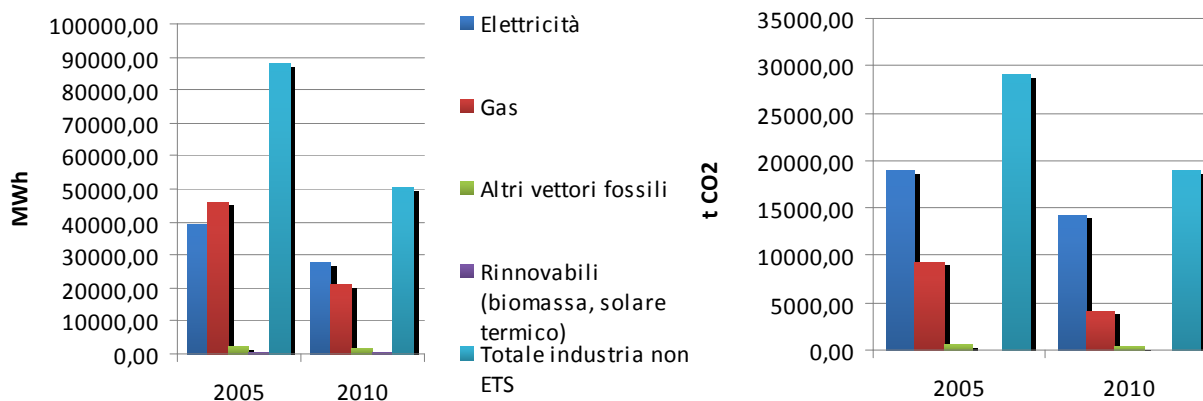 100000,00
90000,00
80000,00
70000,00
60000,00
50000,00
40000,00
30000,00
20000,00
10000,00
0,00
MWh
2005
2010
Elettricità
Gas
Altri vettori fossili
Rinnovabili
(biomassa, solare
termico)
Totale industria non
ETS
35000,00
30000,00
25000,00
20000,00
15000,00
10000,00
5000,00
0,00
t CO2
2005
2010